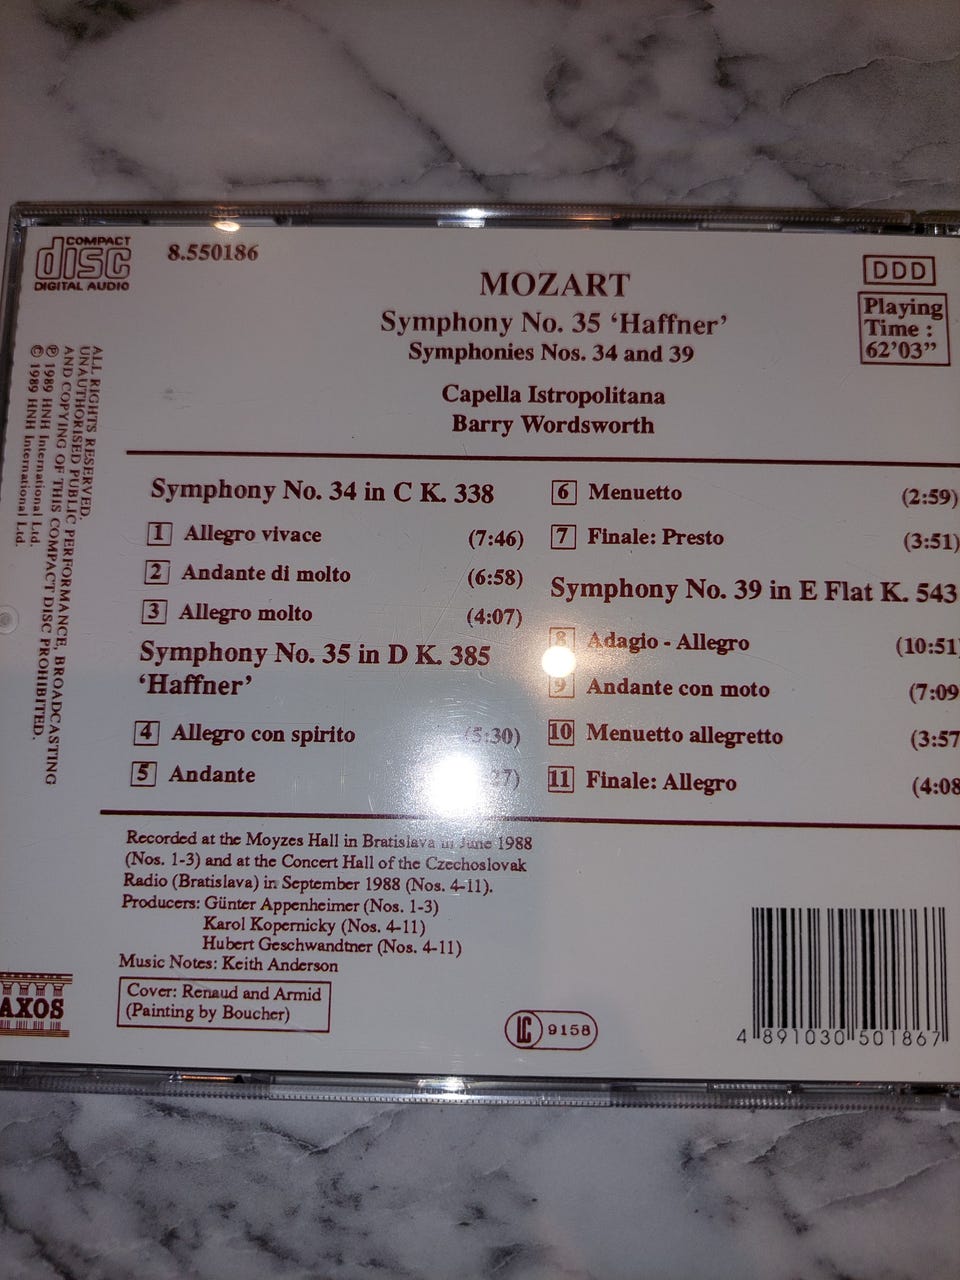 COMPACT
disc
DIGITAL AUDIO
8.550186
MOZART
Symphony No. 35 ‘Haffner’
Symphonies Nos. 34 and 39
Capella Istropolitana
Barry Wordsworth
DDD
Playing
Time :
62’03”
ALL RIGHTS RESERVED.
UNAUTHORISED PUBLIC PERFORMANCE, BROADCASTING
AND COPYING OF THIS COMPACT DISC PROHIBITED.
℗ 1989 HNH International Ltd.
© 1989 HNH International Ltd.
Symphony No. 34 in C K. 338
1 Allegro vivace (7:46)
2 Andante di molto (6:58)
3 Allegro molto (4:07)
Symphony No. 35 in D K. 385
‘Haffner’
4 Allegro con spirito (5:30)
5 Andante
6 Menuetto (2:59)
7 Finale: Presto (3:51)
Symphony No. 39 in E Flat K. 543
8 Adagio - Allegro (10:51)
9 Andante con moto (7:09
10 Menuetto allegretto (3:57
11 Finale: Allegro (4:08
Recorded at the Moyzes Hall in Bratislava in June 1988
(Nos. 1-3) and at the Concert Hall of the Czechoslovak
Radio (Bratislava) in September 1988 (Nos. 4-11).
Producers: Günter Appenheimer (Nos. 1-3)
Karol Kopernicky (Nos. 4-11)
Hubert Geschwandtner (Nos. 4-11)
Music Notes: Keith Anderson
Cover: Renaud and Armid
(Painting by Boucher)
AXOS
LC 9158
4 891030 501867